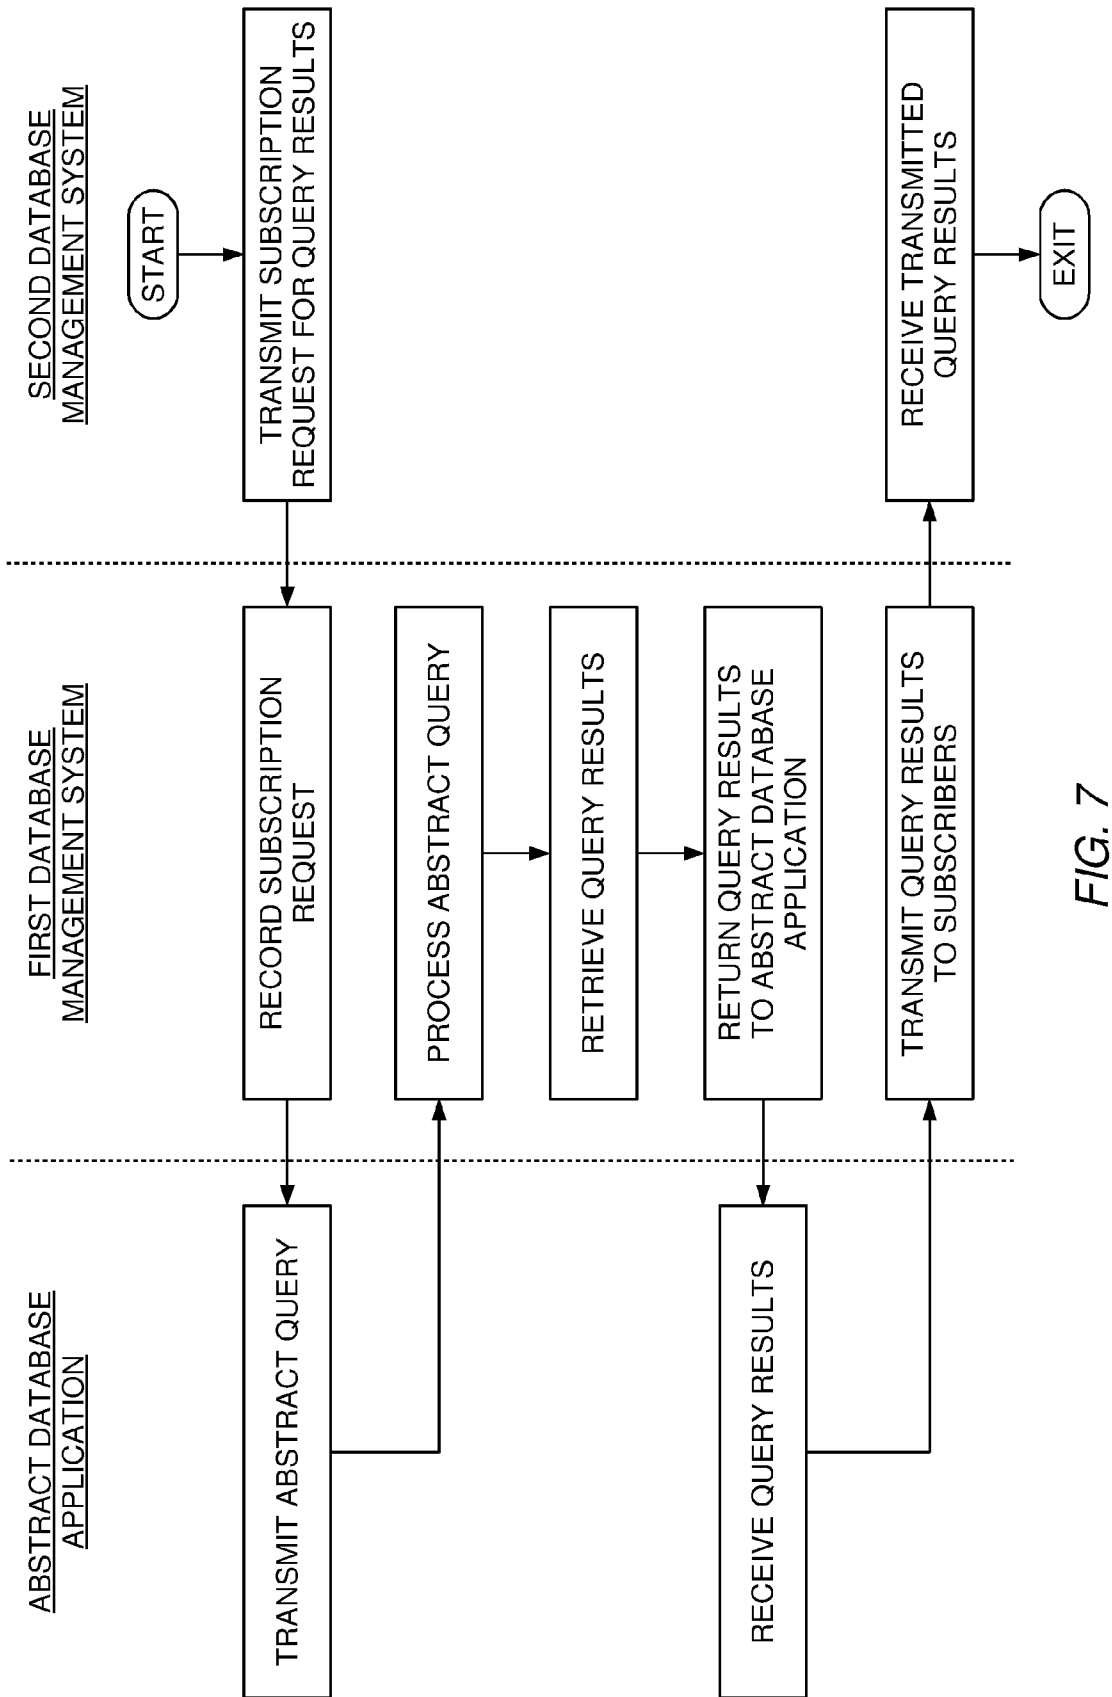 ABSTRACT DATABASE
APPLICATION
FIRST DATABASE
MANAGEMENT SYSTEM
SECOND DATABASE
MANAGEMENT SYSTEM
START
TRANSMIT SUBSCRIPTION
REQUEST FOR QUERY RESULTS
RECORD SUBSCRIPTION
REQUEST
TRANSMIT ABSTRACT QUERY
PROCESS ABSTRACT QUERY
RETRIEVE QUERY RESULTS
RETURN QUERY RESULTS
TO ABSTRACT DATABASE
APPLICATION
RECEIVE QUERY RESULTS
TRANSMIT QUERY RESULTS
TO SUBSCRIBERS
RECEIVE TRANSMITTED
QUERY RESULTS
EXIT
FIG. 7